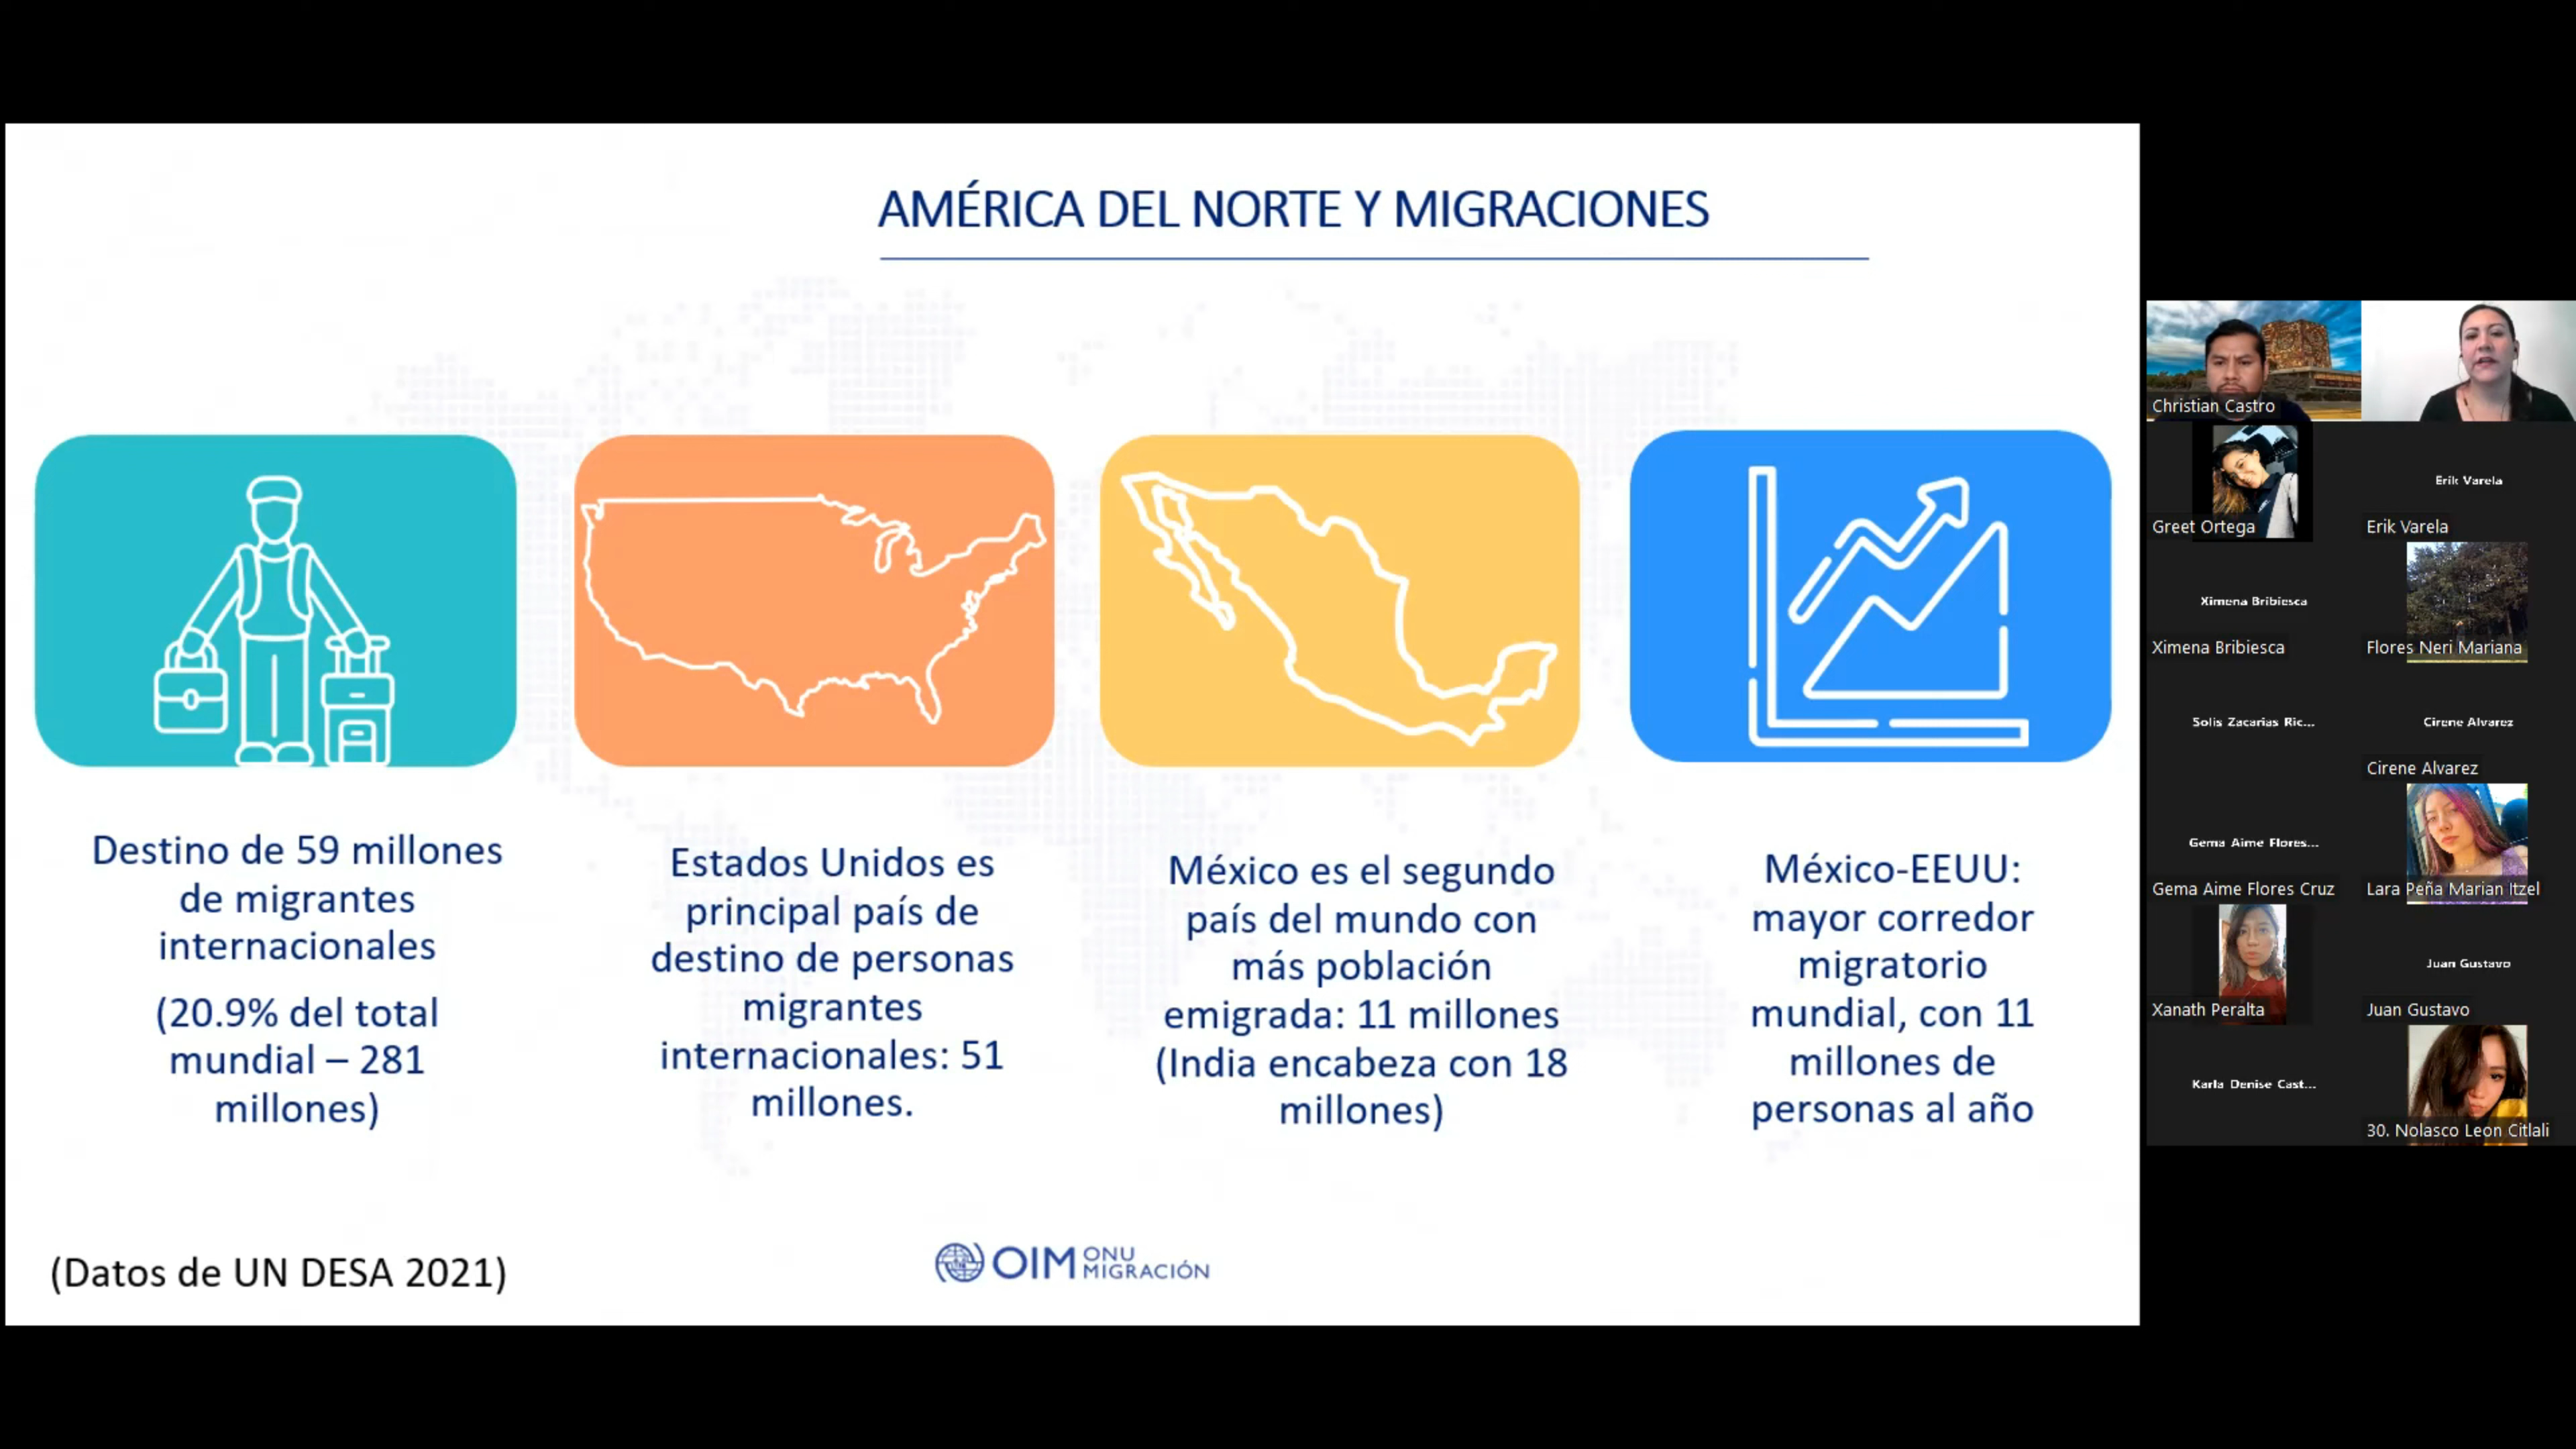 AMÉRICA DEL NORTE Y MIGRACIONES
Destino de 59 millones
de migrantes
internacionales
(20.9% del total
mundial – 281
millones)
Estados Unidos es
principal país de
destino de personas
migrantes
internacionales: 51
millones.
México es el segundo
país del mundo con
más población
emigrada: 11 millones
(India encabeza con 18
millones)
México-EEUU:
mayor corredor
migratorio
mundial, con 11
millones de
personas al año
(Datos de UN DESA 2021)
OIM ONU
MIGRACIÓN
Christian Castro
Greet Ortega
Erik Varela
Erik Varela
Ximena Bribiesca
Ximena Bribiesca
Flores Neri Mariana
Solis Zacarias Ric...
Cirene Alvarez
Cirene Alvarez
Gema Aime Flores...
Gema Aime Flores Cruz
Lara Peña Marian Itzel
Xanath Peralta
Juan Gustavo
Juan Gustavo
Karla Denise Cast...
30. Nolasco Leon Citlali